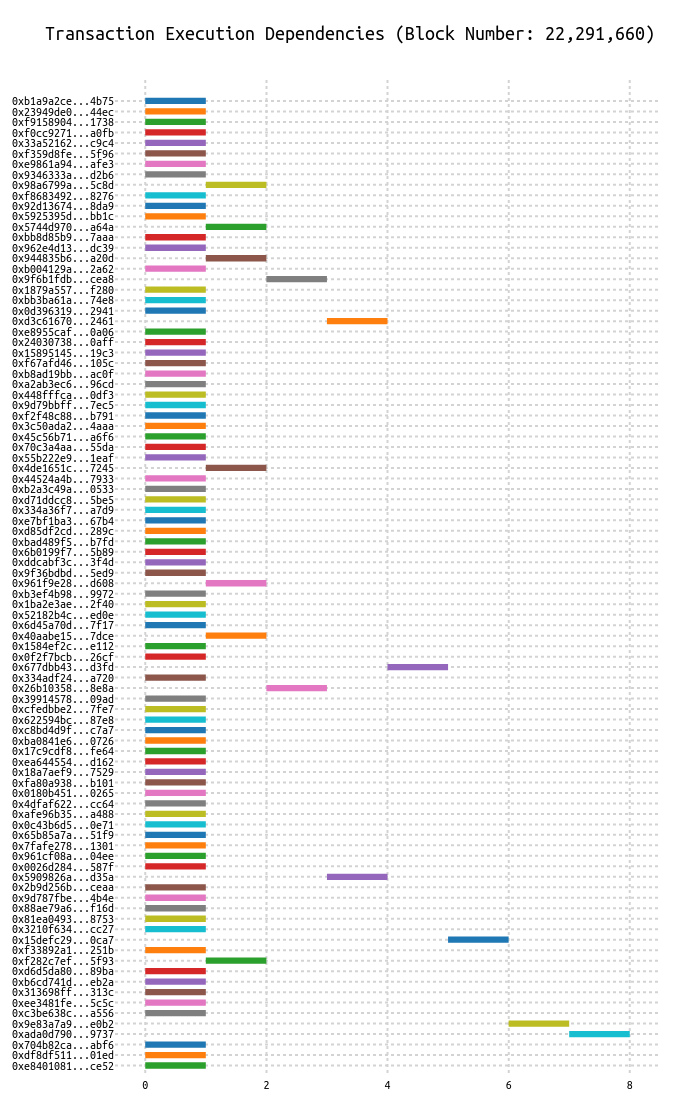 Transaction Execution Dependencies (Block Number: 22,291,660)
0xb1a9a2ce...4b75
0x23949de0...44ec
0xf9158904...1738
0xf0cc9271...a0fb
0x33a52162...c9c4
0xf359d8fe...5f96
0xe9861a94...afe3
0x9346333a...d2b6
0x98a6799a...5c8d
0xf8683492...8276
0x92d13674...8da9
0x5925395d...bb1c
0x5744d970...a64a
0xbb8d85b9...7aaa
0x962e4d13...dc39
0x944835b6...a20d
0xb004129a...2a62
0x9f6b1fdb...cea8
0x1879a557...f280
0xbb3ba61a...74e8
0x0d396319...2941
0xd3c61670...2461
0xe8955caf...0a06
0x24030738...0aff
0x15895145...19c3
0xf67afd46...105c
0xb8ad19bb...ac0f
0xa2ab3ec6...96cd
0x448fffca...0df3
0x9d79bbff...7ec5
0xf2f48c88...b791
0x3c50ada2...4aaa
0x45c56b71...a6f6
0x70c3a4aa...55da
0x55b222e9...1eaf
0x4de1651c...7245
0x44524a4b...7933
0xb2a3c49a...0533
0xd71ddcc8...5be5
0x334a36f7...a7d9
0xe7bf1ba3...67b4
0xd85df2cd...289c
0xbad489f5...b7fd
0x6b0199f7...5b89
0xddcabf3c...3f4d
0x9f36bdbd...5ed9
0x961f9e28...d608
0xb3ef4b98...9972
0x1ba2e3ae...2f40
0x52182b4c...ed0e
0x6d45a70d...7f17
0x40aabe15...7dce
0x1584ef2c...e112
0x0f2f7bcb...26cf
0x677dbb43...d3fd
0x334adf24...a720
0x26b10358...8e8a
0x39914578...09ad
0xcfedbbe2...7fe7
0x622594bc...87e8
0xc8bd4d9f...c7a7
0xba0841e6...0726
0x17c9cdf8...fe64
0xea644554...d162
0x18a7aef9...7529
0xfa80a938...b101
0x0180b451...0265
0x4dfaf622...cc64
0xafe96b35...a488
0x0c43b6d5...0e71
0x65b85a7a...51f9
0x7fafe278...1301
0x961cf08a...04ee
0x0026d284...587f
0x5909826a...d35a
0x2b9d256b...ceaa
0x9d787fbe...4b4e
0x88ae79a6...f16d
0x81ea0493...8753
0x3210f634...cc27
0x15defc29...0ca7
0xf33892a1...251b
0xf282c7ef...5f93
0xd6d5da80...89ba
0xb6cd741d...eb2a
0x313698ff...313c
0xee3481fe...5c5c
0xc3be638c...a556
0x9e83a7a9...e0b2
0xada0d790...9737
0x704b82ca...abf6
0xdf8df511...01ed
0xe8401081...ce52
0 2 4 6 8